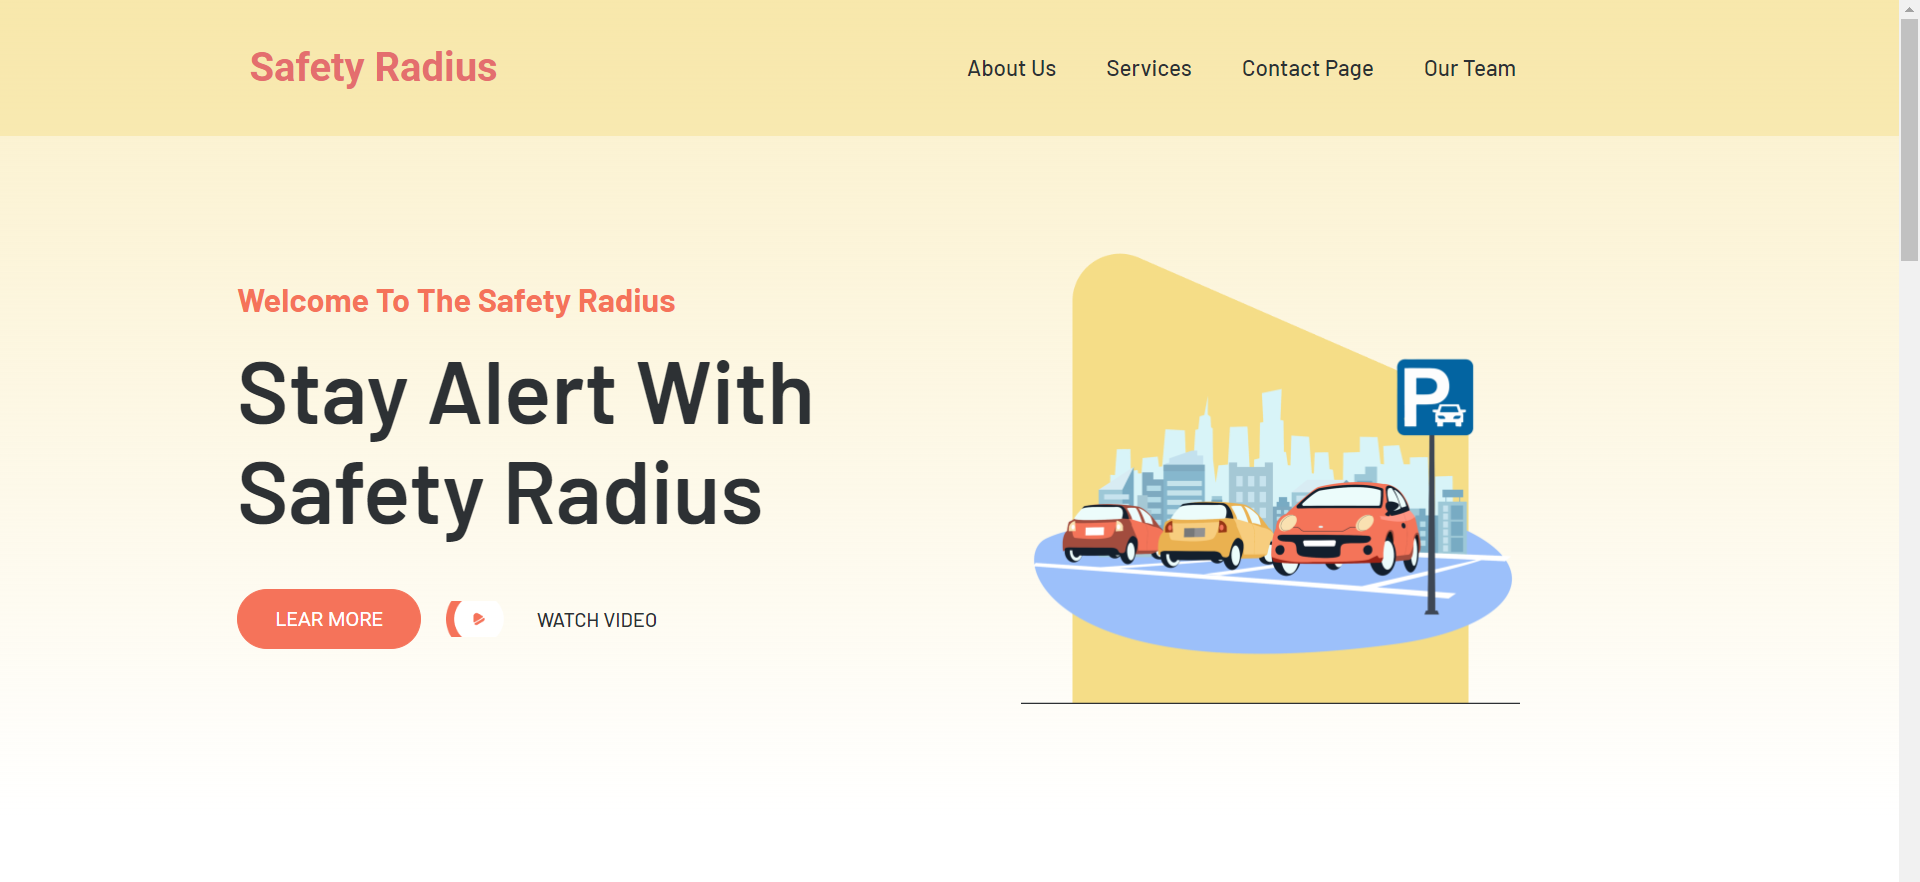 Safety Radius
About Us Services Contact Page Our Team
Welcome To The Safety Radius
Stay Alert With
Safety Radius
LEAR MORE
WATCH VIDEO
P